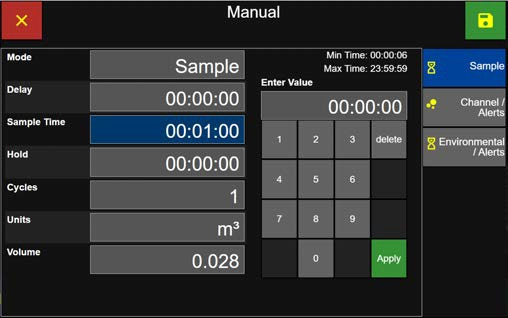 Manual
Min Time: 00:00:06
Max Time: 23:59:59
Mode
Sample
Delay
00:00:00
Sample Time
00:01:00
Hold
00:00:00
Cycles
1
Units
m³
Volume
0.028
Enter Value
00:00:00
1 2 3 delete
4 5 6
7 8 9
0 Apply
Sample
Channel /
Alerts
Environmental
/ Alerts